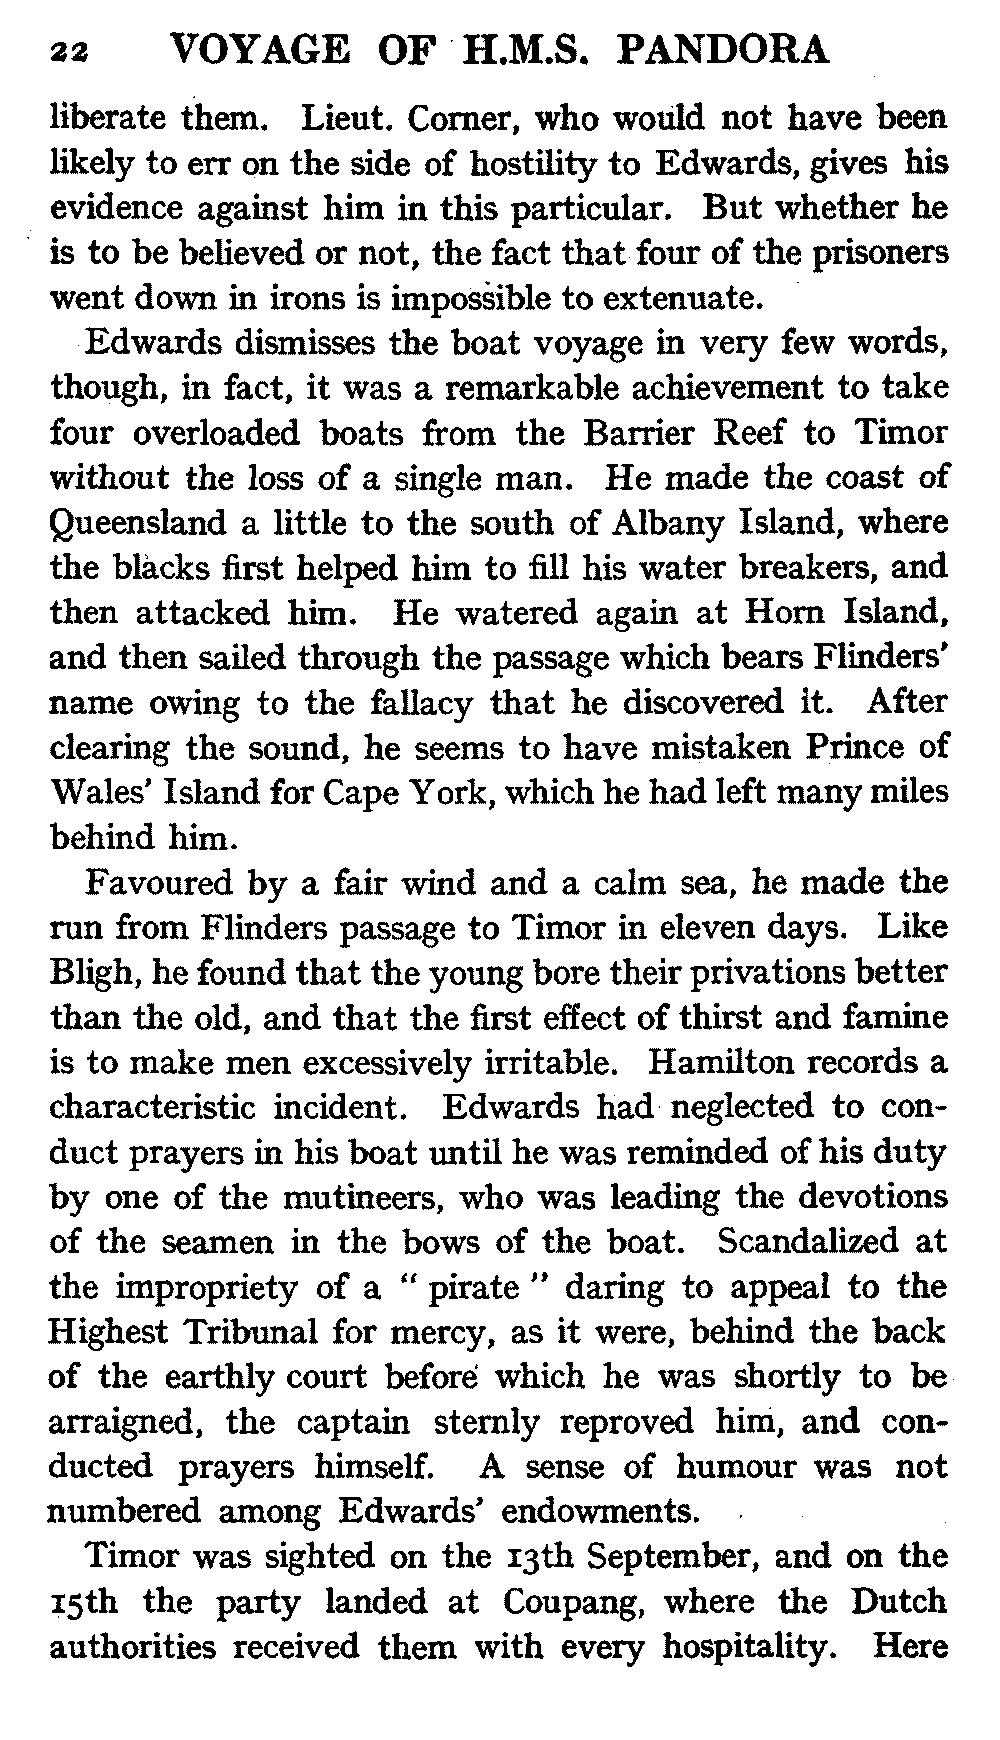 22 VOYAGE OF H.M.S. PANDORA
liberate them. Lieut. Corner, who would not have been
likely to err on the side of hostility to Edwards, gives his
evidence against him in this particular. But whether he
is to be believed or not, the fact that four of the prisoners
went down in irons is impossible to extenuate.
Edwards dismisses the boat voyage in very few words,
though, in fact, it was a remarkable achievement to take
four overloaded boats from the Barrier Reef to Timor
without the loss of a single man. He made the coast of
Queensland a little to the south of Albany Island, where
the blacks first helped him to fill his water breakers, and
then attacked him. He watered again at Horn Island,
and then sailed through the passage which bears Flinders'
name owing to the fallacy that he discovered it. After
clearing the sound, he seems to have mistaken Prince of
Wales' Island for Cape York, which he had left many miles
behind him.
Favoured by a fair wind and a calm sea, he made the
run from Flinders passage to Timor in eleven days. Like
Bligh, he found that the young bore their privations better
than the old, and that the first effect of thirst and famine
is to make men excessively irritable. Hamilton records a
characteristic incident. Edwards had neglected to con-
duct prayers in his boat until he was reminded of his duty
by one of the mutineers, who was leading the devotions
of the seamen in the bows of the boat. Scandalized at
the impropriety of a " pirate " daring to appeal to the
Highest Tribunal for mercy, as it were, behind the back
of the earthly court before which he was shortly to be
arraigned, the captain sternly reproved him, and con-
ducted prayers himself. A sense of humour was not
numbered among Edwards' endowments.
Timor was sighted on the 13th September, and on the
15th the party landed at Coupang, where the Dutch
authorities received them with every hospitality. Here